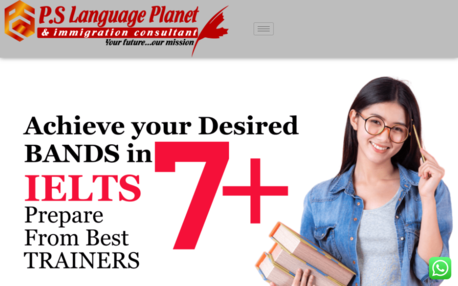 P.S Language Planet
& immigration consultant
Your future...our mission
Achieve your Desired
BANDS in 7+
IELTS
Prepare
From Best
TRAINERS